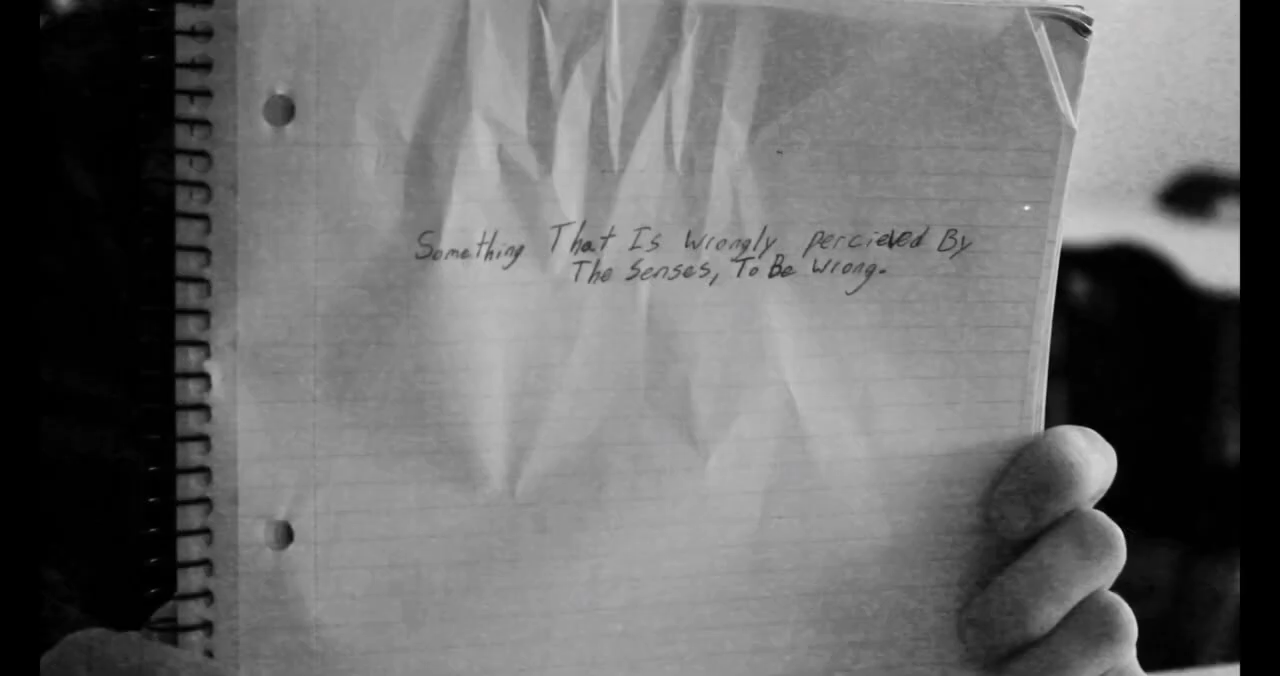 Something That Is Wrongly percieved By
The Senses, To Be Wrong.